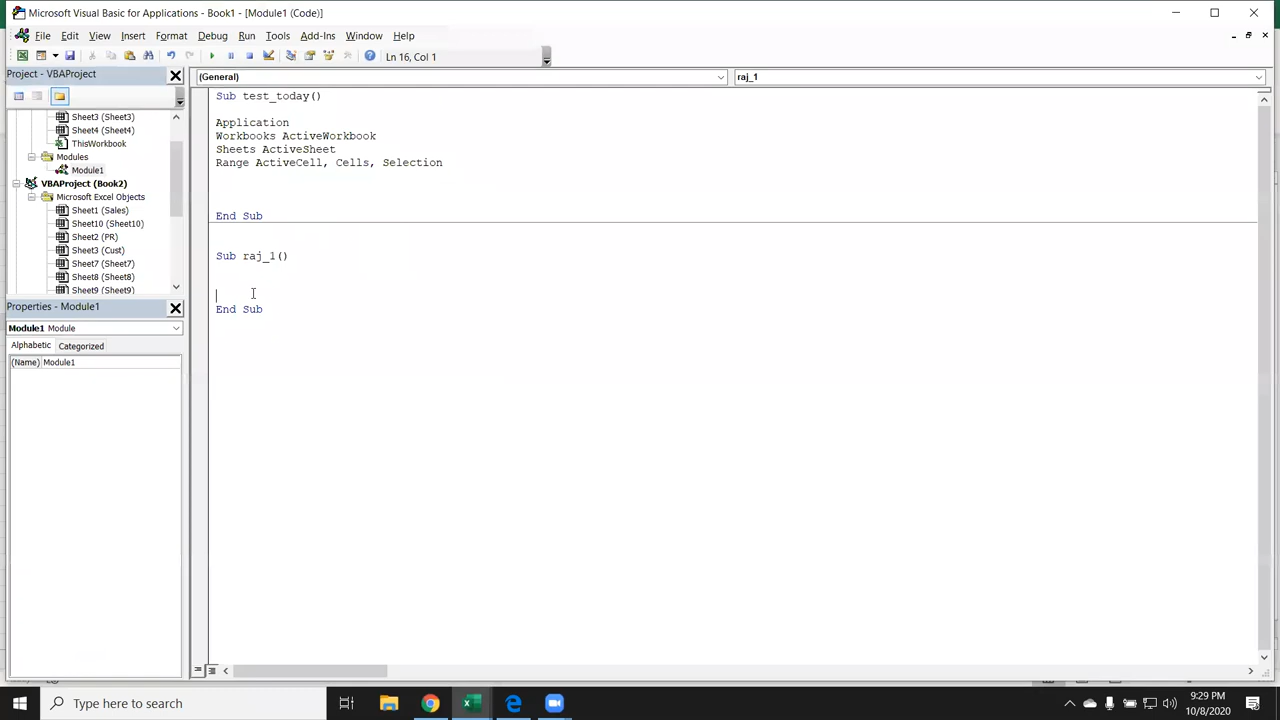 Microsoft Visual Basic for Applications - Book1 - [Module1 (Code)]
File Edit View Insert Format Debug Run Tools Add-Ins Window Help
Ln 16, Col 1
Project - VBAProject
(General)
raj_1
Sheet3 (Sheet3)
Sheet4 (Sheet4)
ThisWorkbook
Modules
Module1
VBAProject (Book2)
Microsoft Excel Objects
Sheet1 (Sales)
Sheet10 (Sheet10)
Sheet2 (PR)
Sheet3 (Cust)
Sheet7 (Sheet7)
Sheet8 (Sheet8)
Sheet9 (Sheet9)
Properties - Module1
Module1 Module
Alphabetic Categorized
(Name) Module1
Sub test_today()
Application
Workbooks ActiveWorkbook
Sheets ActiveSheet
Range ActiveCell, Cells, Selection
End Sub
Sub raj_1()
End Sub
Type here to search
9:29 PM
10/8/2020